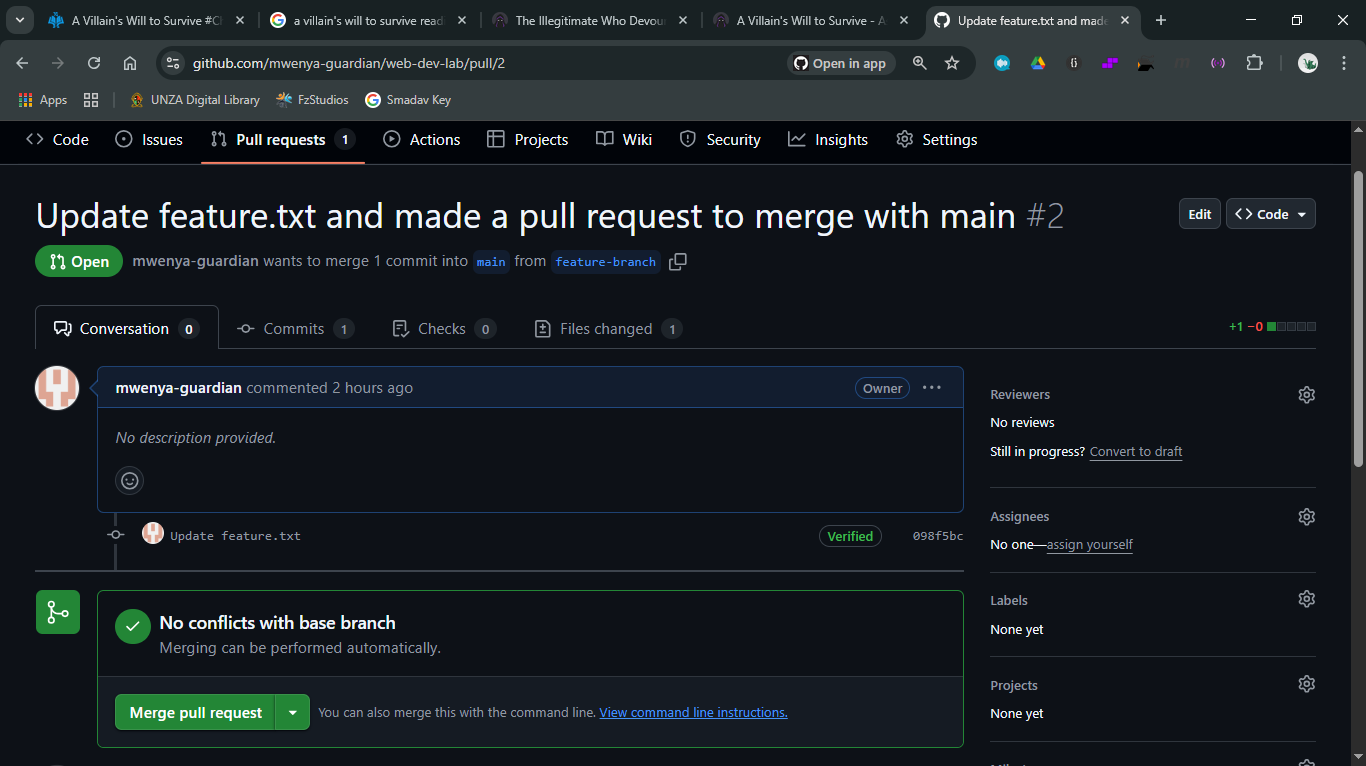 A Villain's Will to Survive #Ch
a villain's will to survive read
The Illegitimate Who Devou
A Villain's Will to Survive - A
Update feature.txt and made
github.com/mwenya-guardian/web-dev-lab/pull/2
Open in app
Apps
UNZA Digital Library
FzStudios
Smadav Key
Code
Issues
Pull requests 1
Actions
Projects
Wiki
Security
Insights
Settings
Update feature.txt and made a pull request to merge with main #2
Edit
<> Code
Open
mwenya-guardian wants to merge 1 commit into main from feature-branch
Conversation 0
Commits 1
Checks 0
Files changed 1
+1 −0
mwenya-guardian commented 2 hours ago
Owner
No description provided.
Update feature.txt
Verified
098f5bc
No conflicts with base branch
Merging can be performed automatically.
Merge pull request
You can also merge this with the command line. View command line instructions.
Reviewers
No reviews
Still in progress? Convert to draft
Assignees
No one—assign yourself
Labels
None yet
Projects
None yet